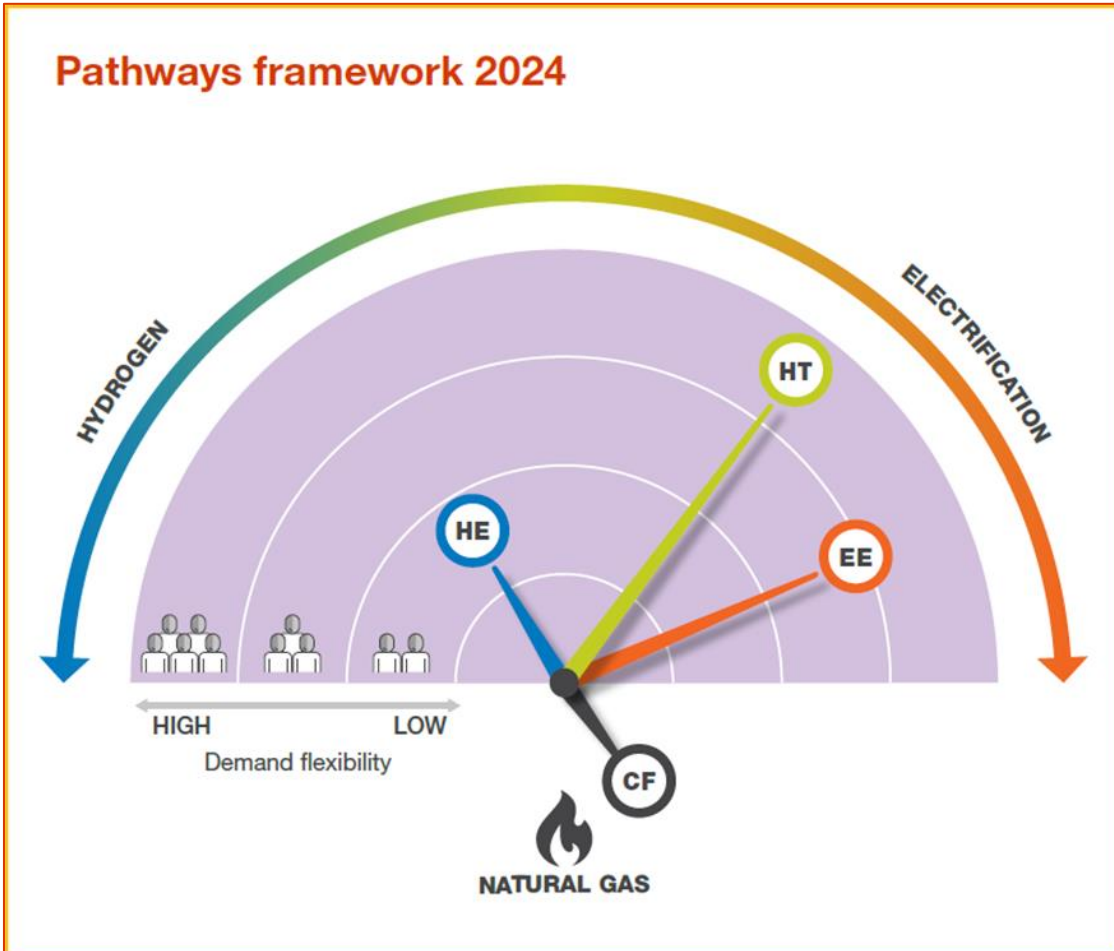 Pathways framework 2024
HYDROGEN
ELECTRIFICATION
HT
HE
EE
HIGH
LOW
Demand flexibility
CF
NATURAL GAS